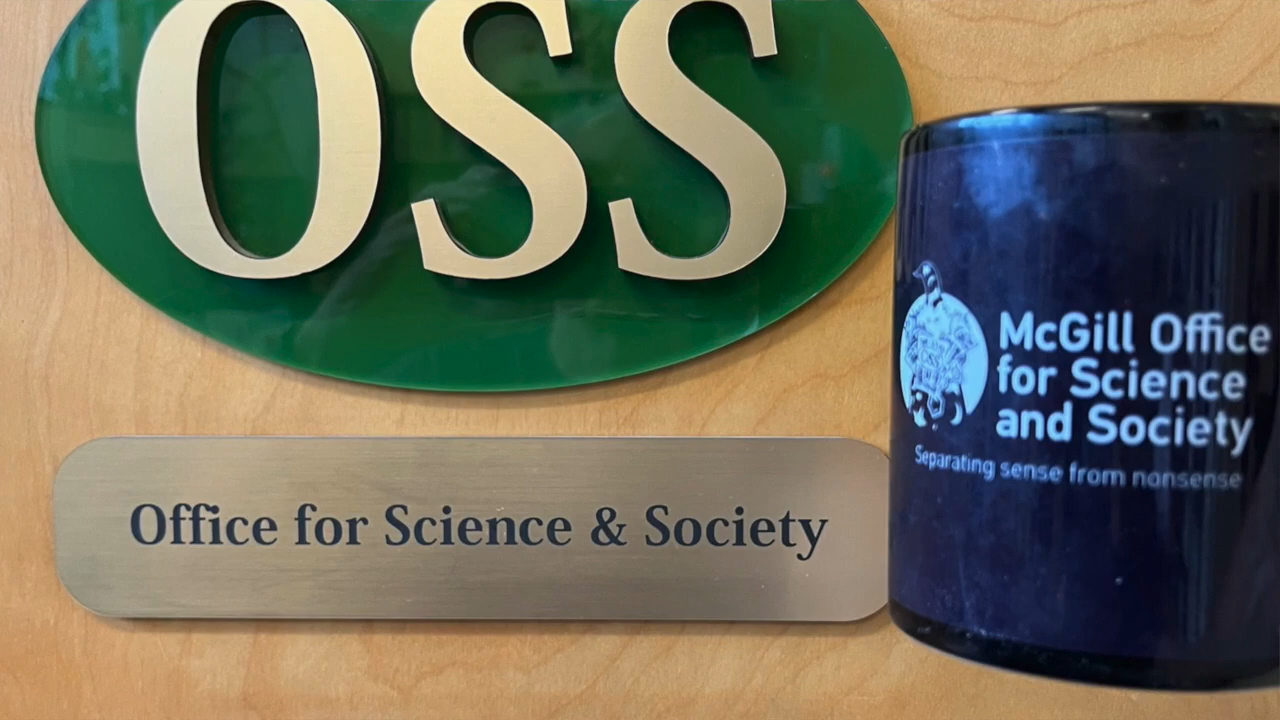 OSS
Office for Science & Society
McGill Office
for Science
and Society
Separating sense from nonsense